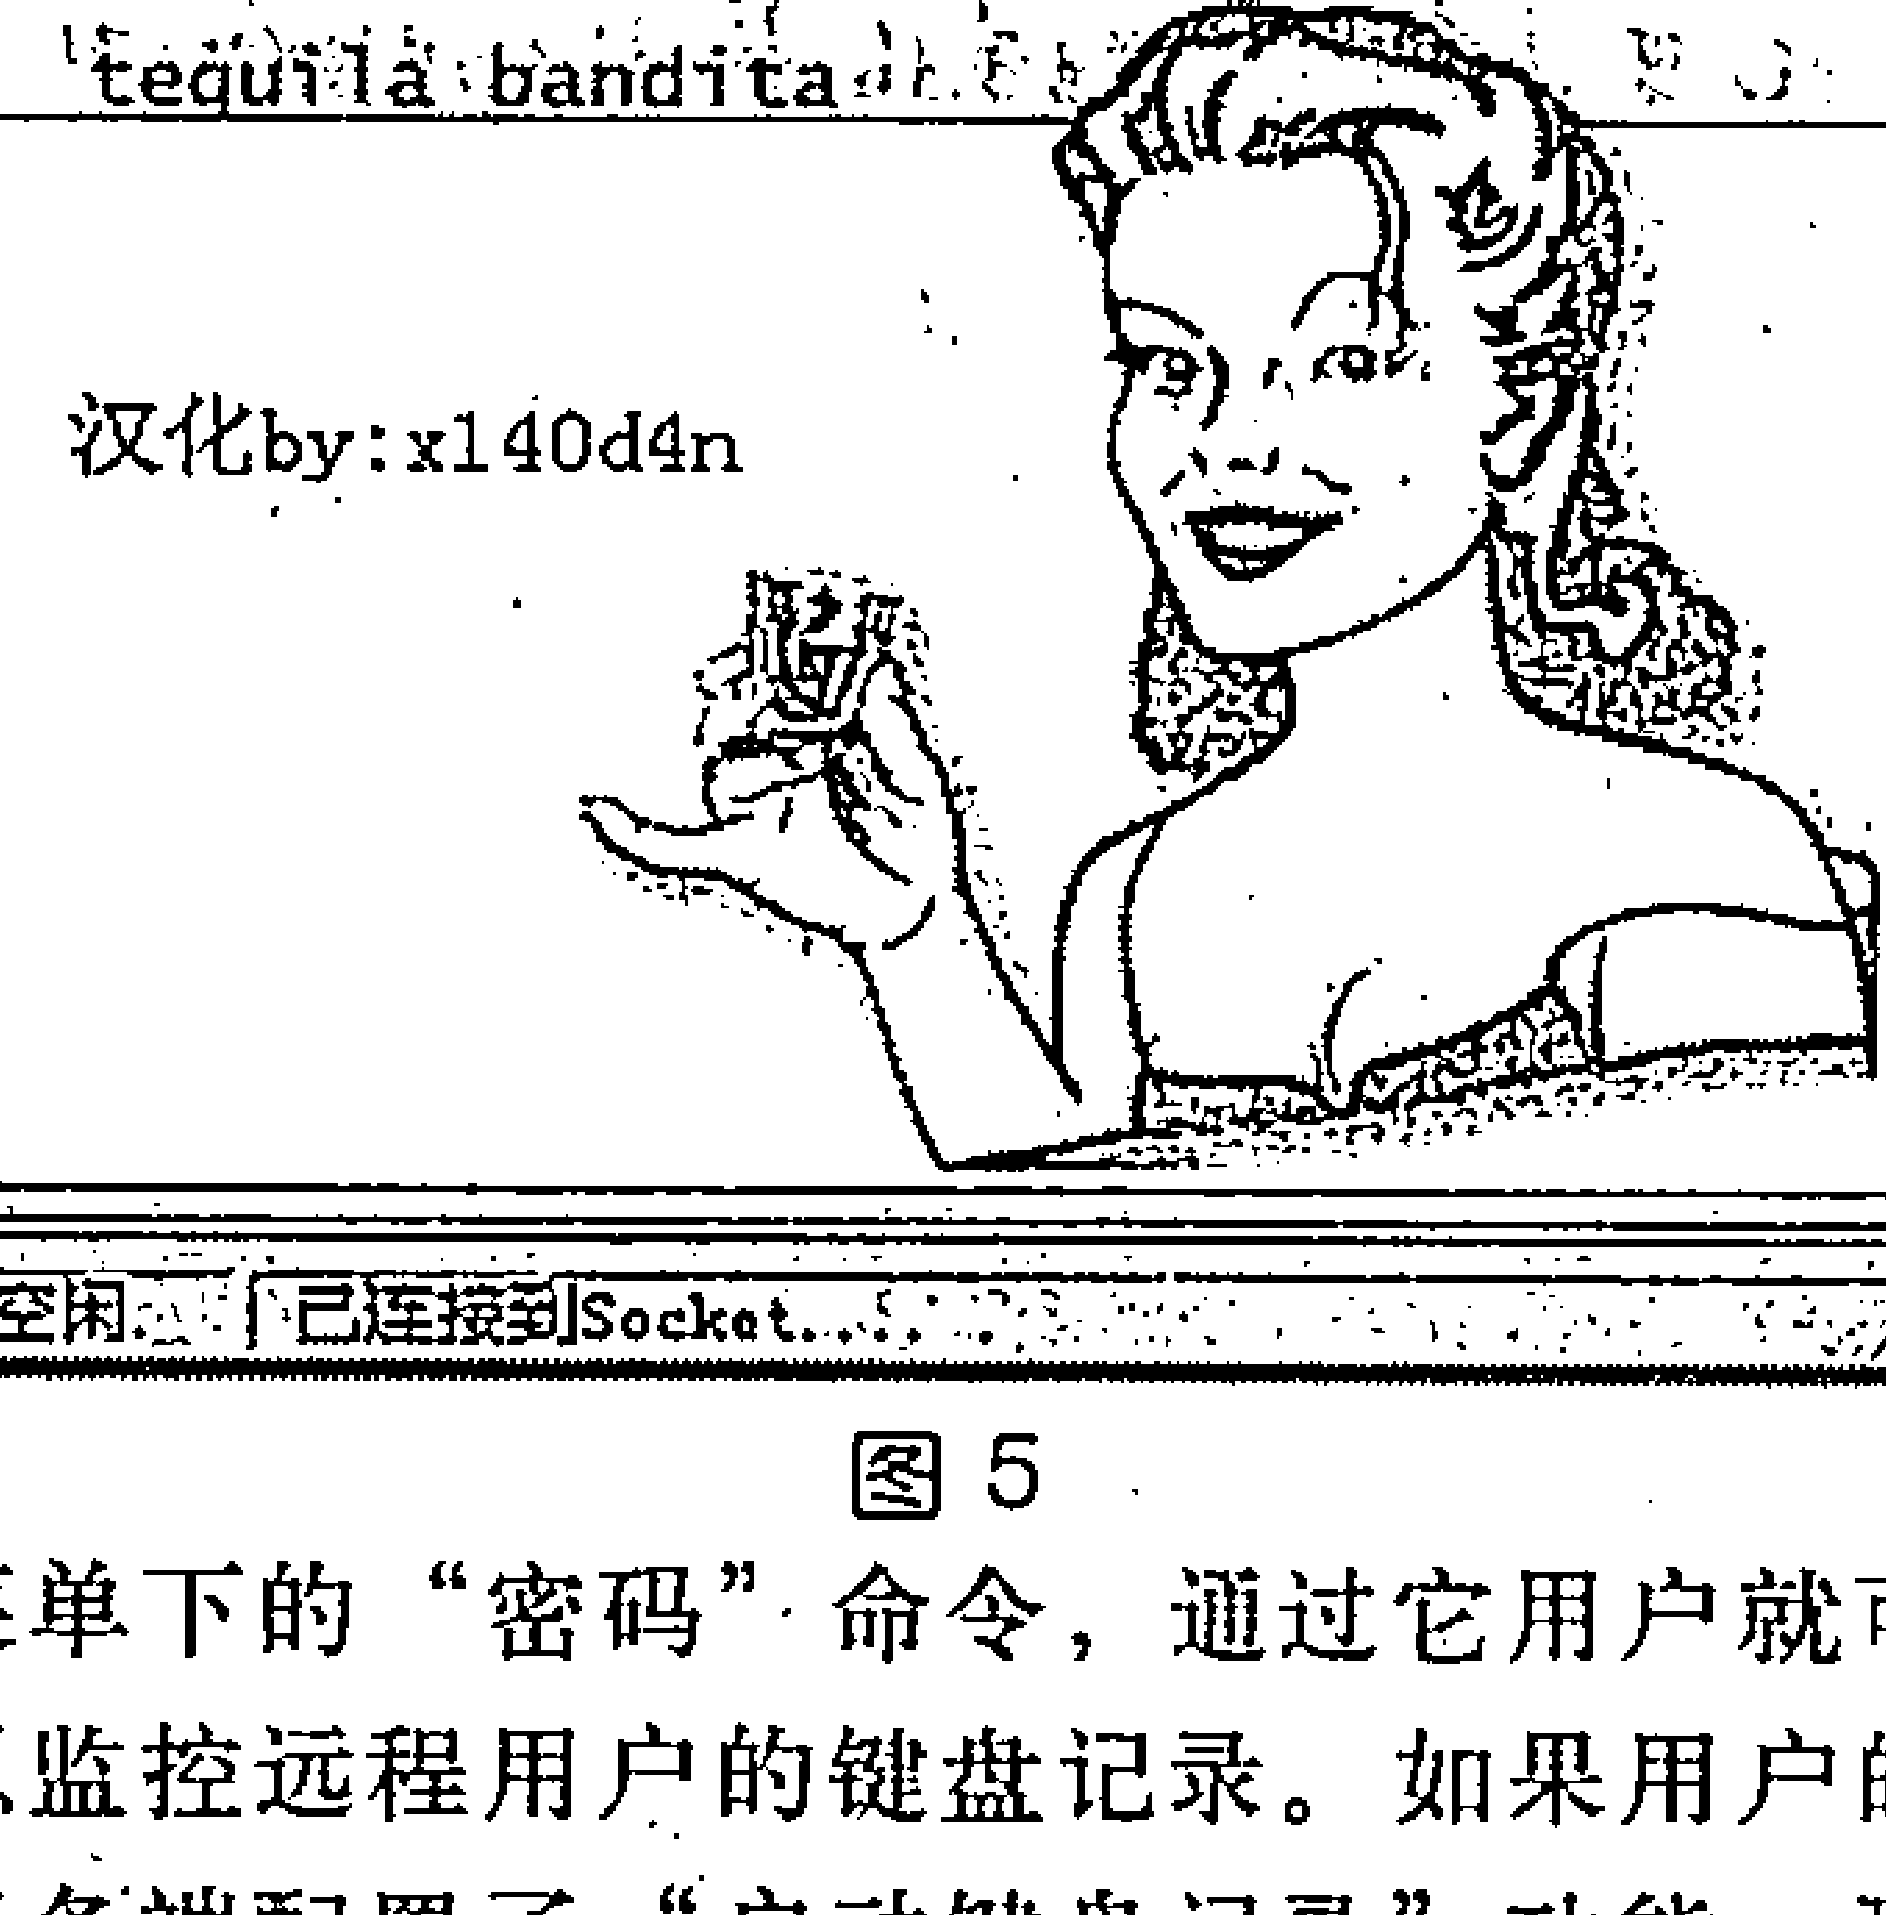 tequila bandita
汉化by:x140d4n
空闲 已连接到Socket...
图 5
单下的 “密码” 命令，通过它用户就可
监控远程用户的键盘记录。如果用户的